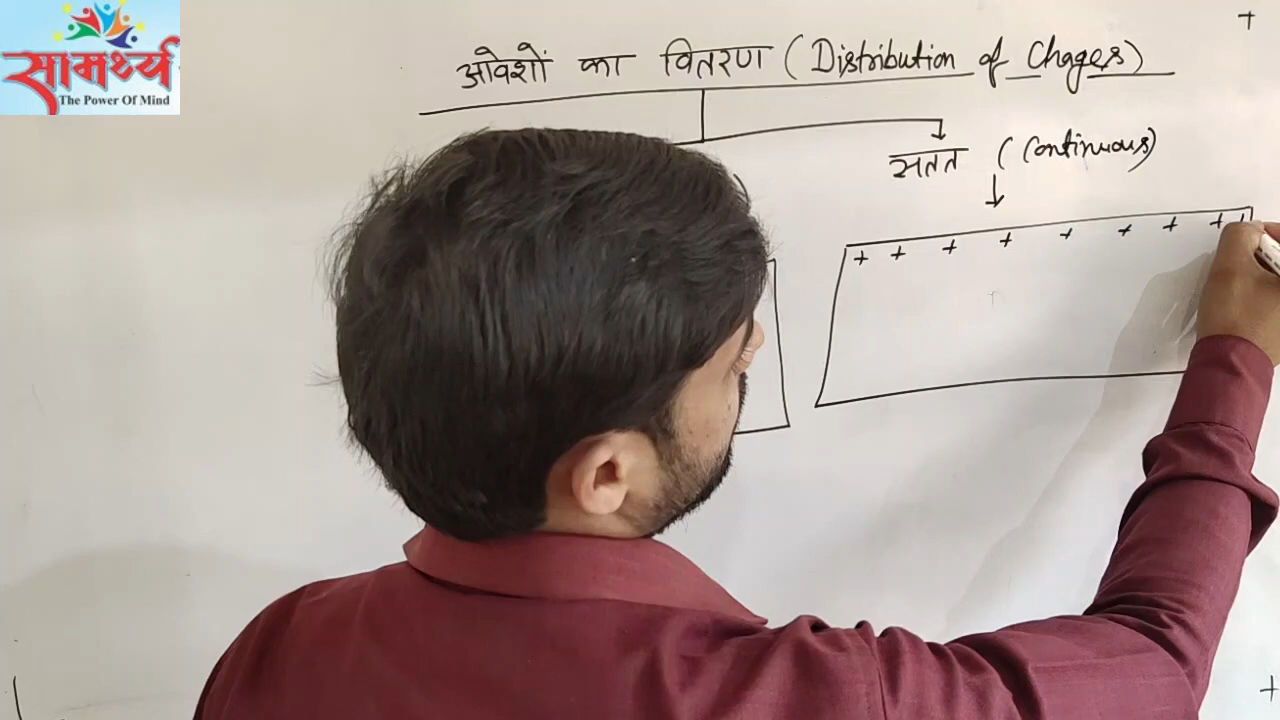 सामर्थ्य
The Power Of Mind
आवेशों का वितरण (Distribution of Chages)
सतत (Continuous)
+ + + + + + + +